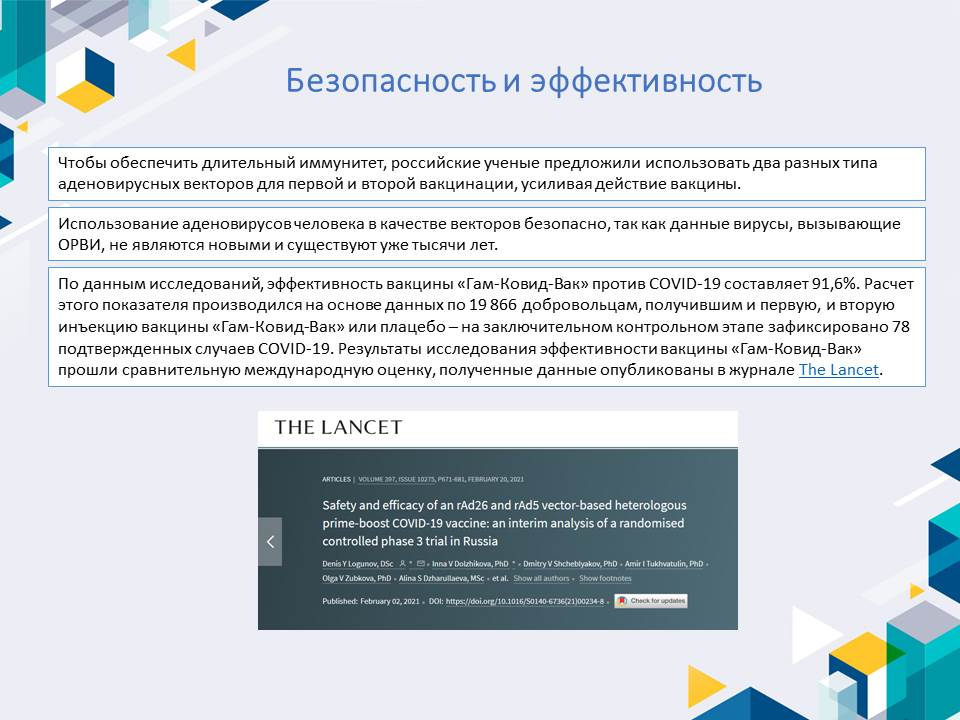 Безопасность и эффективность
Чтобы обеспечить длительный иммунитет, российские ученые предложили использовать два разных типа
аденовирусных векторов для первой и второй вакцинации, усиливая действие вакцины.
Использование аденовирусов человека в качестве векторов безопасно, так как данные вирусы, вызывающие
ОРВИ, не являются новыми и существуют уже тысячи лет.
По данным исследований, эффективность вакцины «Гам-Ковид-Вак» против COVID-19 составляет 91,6%. Расчет
этого показателя производился на основе данных по 19 866 добровольцам, получившим и первую, и вторую
инъекцию вакцины «Гам-Ковид-Вак» или плацебо – на заключительном контрольном этапе зафиксировано 78
подтвержденных случаев COVID-19. Результаты исследования эффективности вакцины «Гам-Ковид-Вак»
прошли сравнительную международную оценку, полученные данные опубликованы в журнале The Lancet.
THE LANCET
ARTICLES | VOLUME 397, ISSUE 10275, P671-681, FEBRUARY 20, 2021
Safety and efficacy of an rAd26 and rAd5 vector-based heterologous
prime-boost COVID-19 vaccine: an interim analysis of a randomised
controlled phase 3 trial in Russia
Denis Y Logunov, DSc * • Inna V Dolzhikova, PhD * • Dmitry V Shcheblyakov, PhD • Amir I Tukhvatulin, PhD •
Olga V Zubkova, PhD • Alina S Dzharullaeva, MSc • et al. Show all authors • Show footnotes
Published: February 02, 2021 • DOI: https://doi.org/10.1016/S0140-6736(21)00234-8 • Check for updates